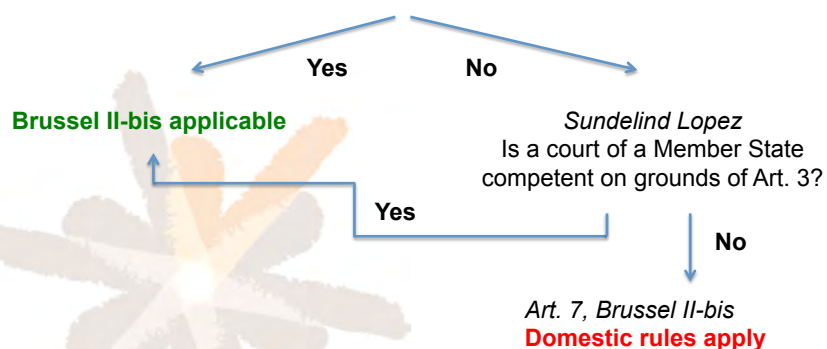 Yes
No
Brussel II-bis applicable
Sundelind Lopez
Is a court of a Member State
competent on grounds of Art. 3?
Yes
No
Art. 7, Brussel II-bis
Domestic rules apply